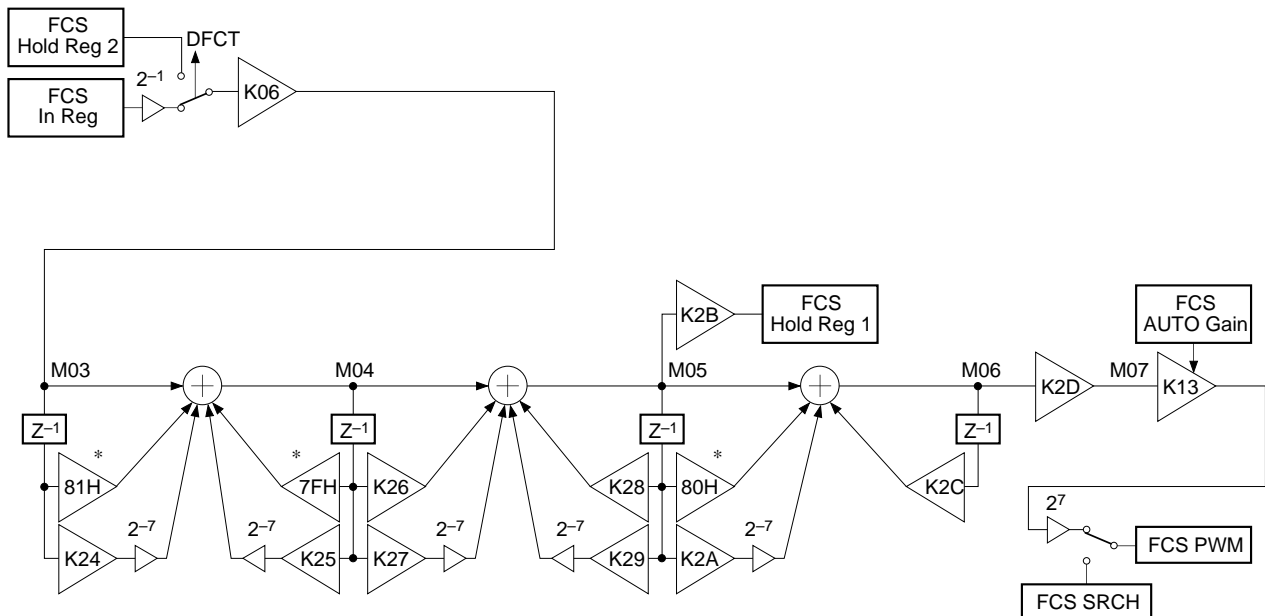 FCS
Hold Reg 2
DFCT
2–1
FCS
In Reg
K06
K2B
FCS
Hold Reg 1
FCS
AUTO Gain
M03
M04
M05
M06
K2D
M07
K13
Z–1
Z–1
Z–1
Z–1
*
*
*
81H
7FH
K26
K28
80H
K2C
2–7
2–7
2–7
2–7
2–7
K24
K25
K27
K29
K2A
27
FCS PWM
FCS SRCH